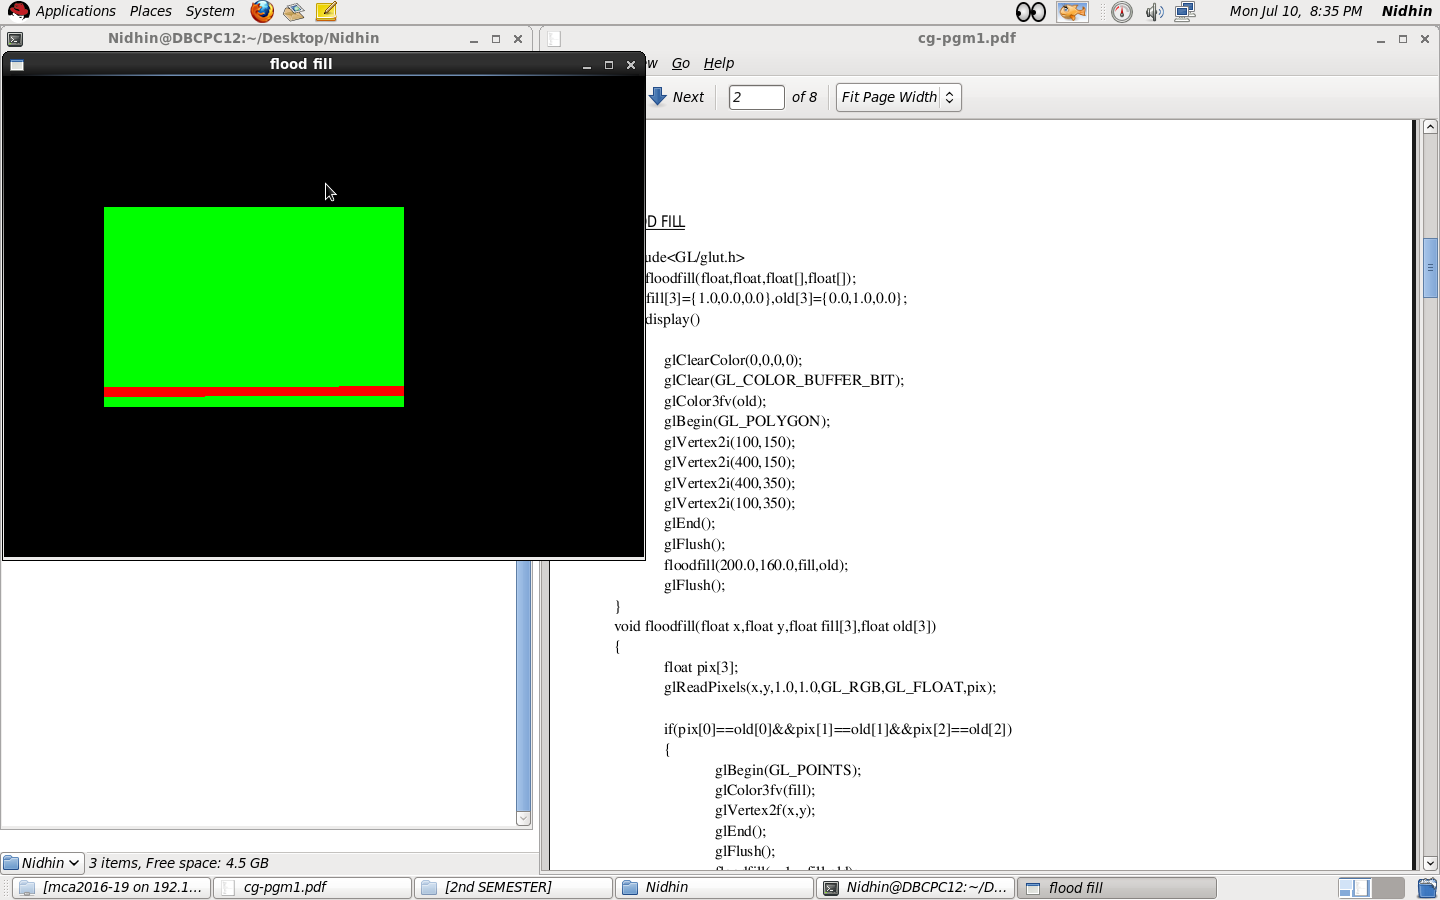 Applications Places System
Mon Jul 10, 8:35 PM Nidhin
Nidhin@DBCPC12:~/Desktop/Nidhin
cg-pgm1.pdf
flood fill
Go Help
Next 2 of 8 Fit Page Width
FILL
<GL/glut.h>
floodfill(float,float,float[],float[]);
fill[3]={1.0,0.0,0.0},old[3]={0.0,1.0,0.0};
display()
glClearColor(0,0,0,0);
glClear(GL_COLOR_BUFFER_BIT);
glColor3fv(old);
glBegin(GL_POLYGON);
glVertex2i(100,150);
glVertex2i(400,150);
glVertex2i(400,350);
glVertex2i(100,350);
glEnd();
glFlush();
floodfill(200.0,160.0,fill,old);
glFlush();
}
void floodfill(float x,float y,float fill[3],float old[3])
{
float pix[3];
glReadPixels(x,y,1.0,1.0,GL_RGB,GL_FLOAT,pix);
if(pix[0]==old[0]&&pix[1]==old[1]&&pix[2]==old[2])
{
glBegin(GL_POINTS);
glColor3fv(fill);
glVertex2f(x,y);
glEnd();
glFlush();
Nidhin 3 items, Free space: 4.5 GB
[mca2016-19 on 192.1... cg-pgm1.pdf [2nd SEMESTER] Nidhin Nidhin@DBCPC12:~/D... flood fill